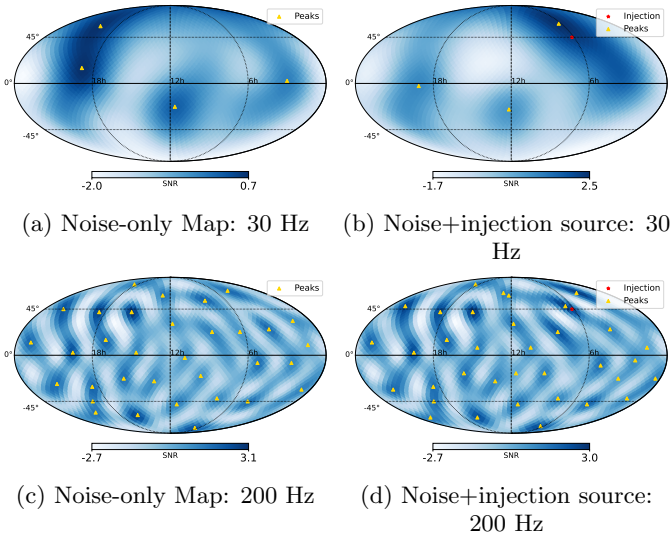 Peaks
45°
0°
18h
12h
6h
-45°
-2.0
SNR
0.7
(a) Noise-only Map: 30 Hz
Injection
Peaks
45°
0°
18h
12h
6h
-45°
-1.7
SNR
2.5
(b) Noise+injection source: 30
Hz
Peaks
45°
0°
18h
12h
6h
-45°
-2.7
SNR
3.1
(c) Noise-only Map: 200 Hz
Injection
Peaks
45°
0°
18h
12h
6h
-45°
-2.7
SNR
3.0
(d) Noise+injection source:
200 Hz